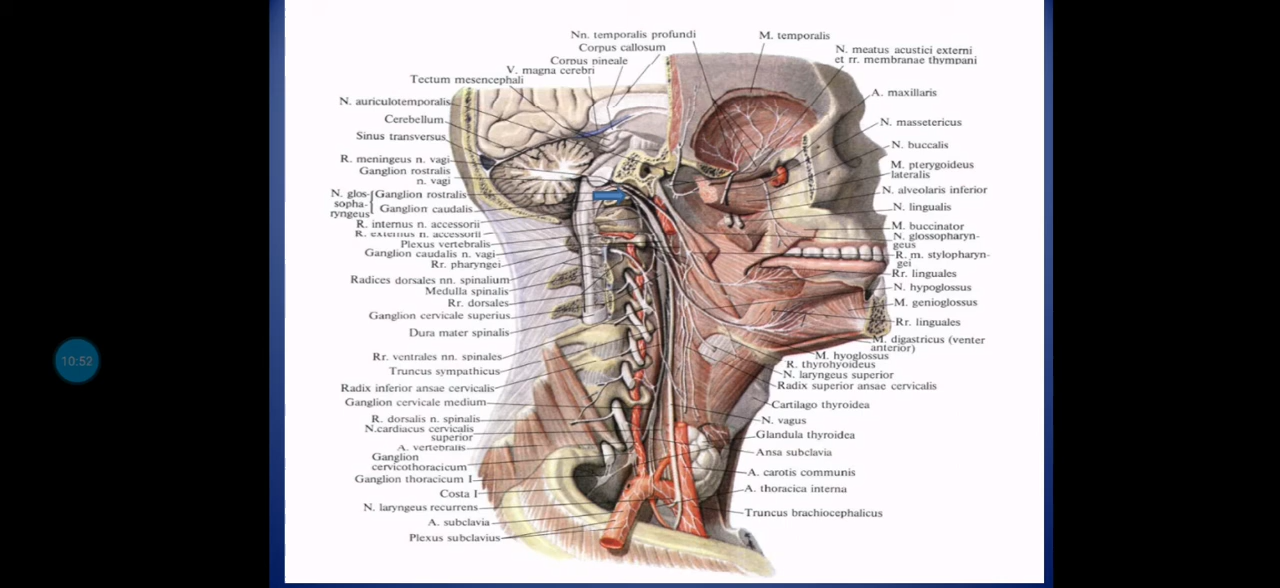 Nn. temporalis profundi
Corpus callosum
Corpus pineale
V. magna cerebri
Tectum mesencephali
N. auriculotemporalis
Cerebellum
Sinus transversus
R. meningeus n. vagi
Ganglion rostralis
n. vagi
N. glos-
sopha-
ryngeus
Ganglion rostralis
Ganglion caudalis
R. internus n. accessorii
R. externus n. accessorii
Plexus vertebralis
Ganglion caudalis n. vagi
Rr. pharyngei
Radices dorsales nn. spinalium
Medulla spinalis
Rr. dorsales
Ganglion cervicale superius
Dura mater spinalis
Rr. ventrales nn. spinales
Truncus sympathicus
Radix inferior ansae cervicalis
Ganglion cervicale medium
R. dorsalis n. spinalis
N.cardiacus cervicalis
superior
A. vertebralis
Ganglion
cervicothoracicum
Ganglion thoracicum I
Costa I
N. laryngeus recurrens
A. subclavia
Plexus subclavius
M. temporalis
N. meatus acustici externi
et rr. membranae thympani
A. maxillaris
N. massetericus
N. buccalis
M. pterygoideus
lateralis
N. alveolaris inferior
N. lingualis
M. buccinator
N. glossopharyn-
geus
R. m. stylopharyn-
gei
Rr. linguales
N. hypoglossus
M. genioglossus
Rr. linguales
M. digastricus (venter
anterior)
M. hyoglossus
R. thyrohyoideus
N. laryngeus superior
Radix superior ansae cervicalis
Cartilago thyroidea
N. vagus
Glandula thyroidea
Ansa subclavia
A. carotis communis
A. thoracica interna
Truncus brachiocephalicus
10:52